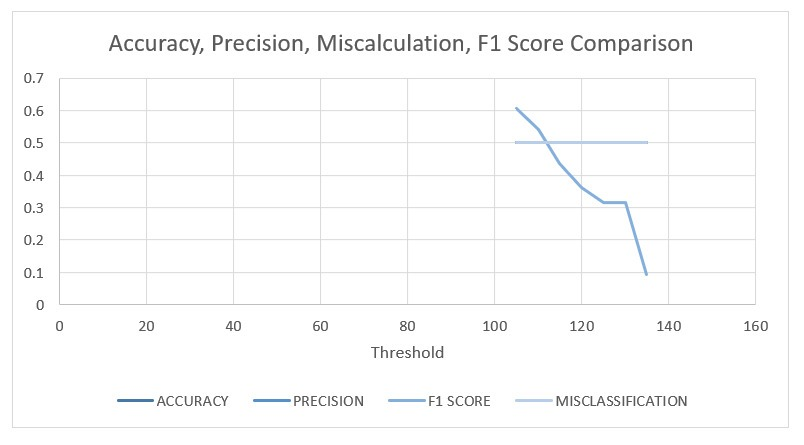 Accuracy, Precision, Miscalculation, F1 Score Comparison
0.7
0.6
0.5
0.4
0.3
0.2
0.1
0
0 20 40 60 80 100 120 140 160
Threshold
ACCURACY PRECISION F1 SCORE MISCLASSIFICATION